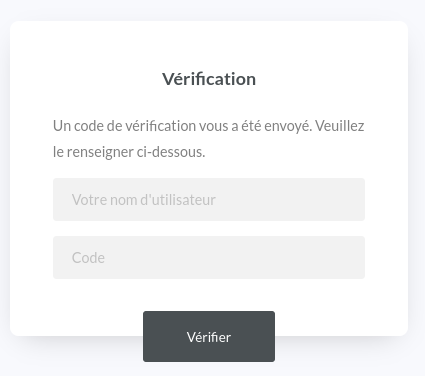 Vérification
Un code de vérification vous a été envoyé. Veuillez
le renseigner ci-dessous.
Votre nom d'utilisateur
Code
Vérifier